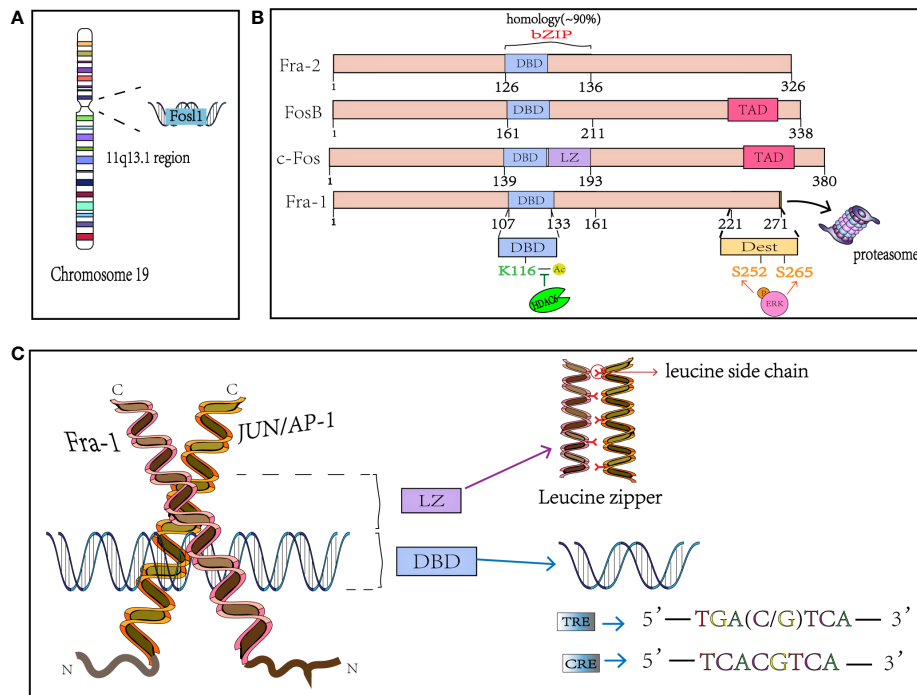 A
Fosl1
11q13.1 region
Chromosome 19
B
homology(~90%)
bZIP
Fra-2
DBD
1
126
136
326
FosB
DBD
TAD
1
161
211
338
c-Fos
DBD
LZ
TAD
1
139
193
380
Fra-1
DBD
1
107
133
161
221
271
proteasome
DBD
Dest
K116
Ac
S252
S265
HDAC6
P
ERK
C
C
C
Fra-1
JUN/AP-1
leucine side chain
Leucine zipper
LZ
DBD
N
N
TRE
5’
TGA(C/G)TCA
3’
CRE
5’
TCACGTCA
3’